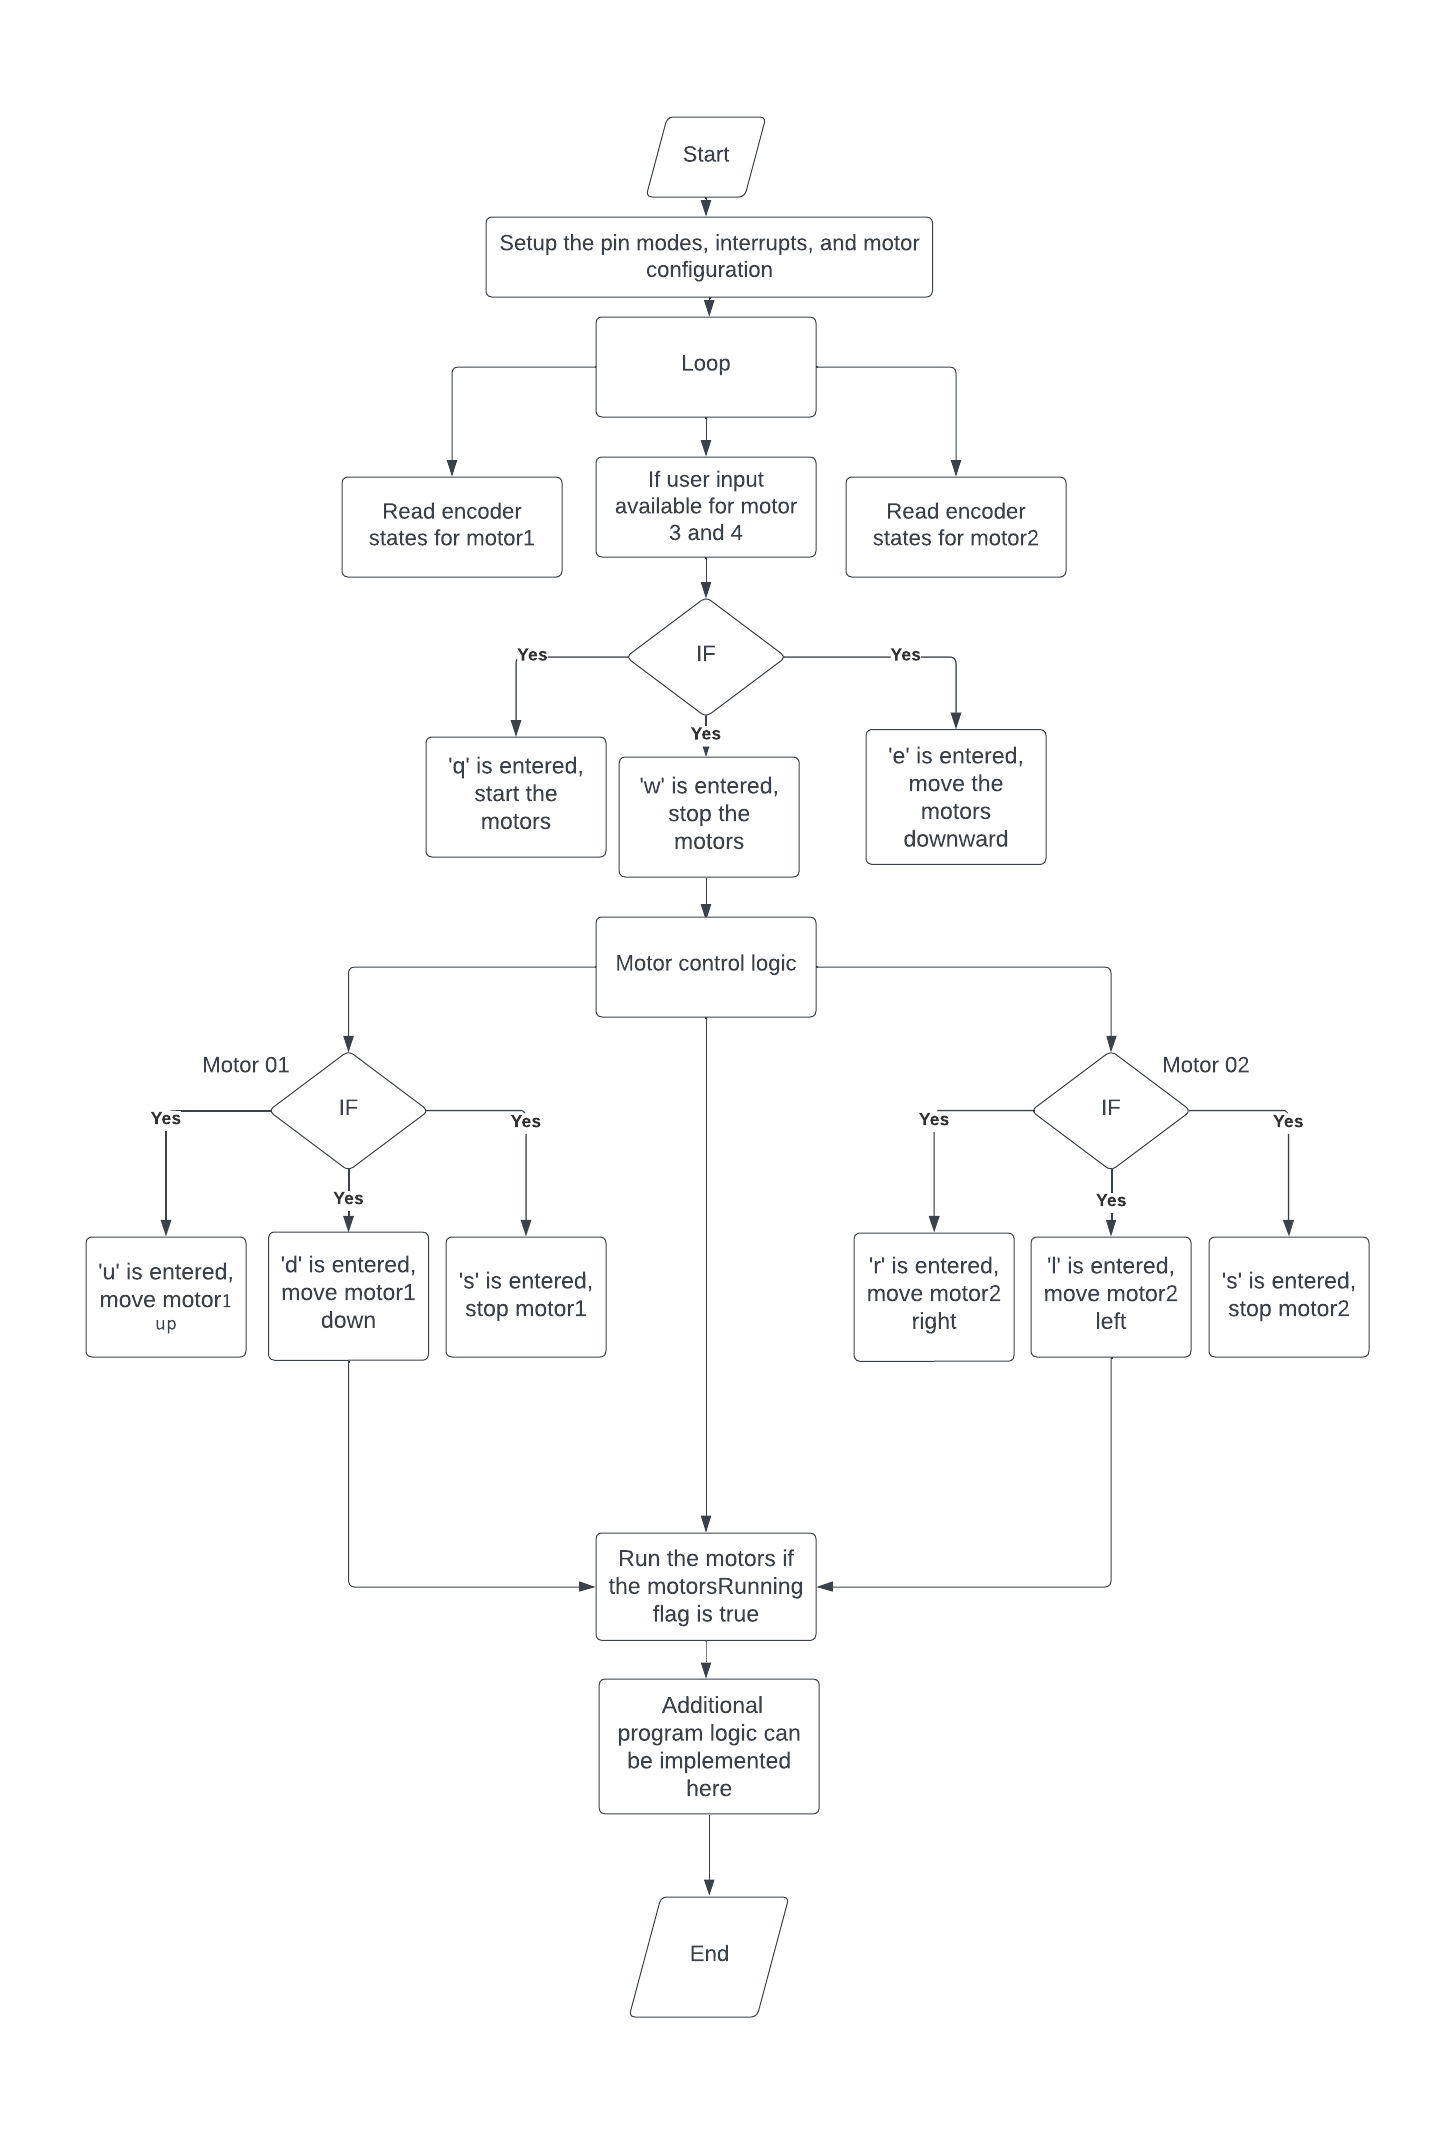 Start
Setup the pin modes, interrupts, and motor
configuration
Loop
Read encoder
states for motor1
If user input
available for motor
3 and 4
Read encoder
states for motor2
IF
Yes
Yes
Yes
'q' is entered,
start the
motors
'w' is entered,
stop the
motors
'e' is entered,
move the
motors
downward
Motor control logic
Motor 01
IF
Yes
Yes
Yes
Motor 02
IF
Yes
Yes
Yes
'u' is entered,
move motor1
up
'd' is entered,
move motor1
down
's' is entered,
stop motor1
'r' is entered,
move motor2
right
'l' is entered,
move motor2
left
's' is entered,
stop motor2
Run the motors if
the motorsRunning
flag is true
Additional
program logic can
be implemented
here
End